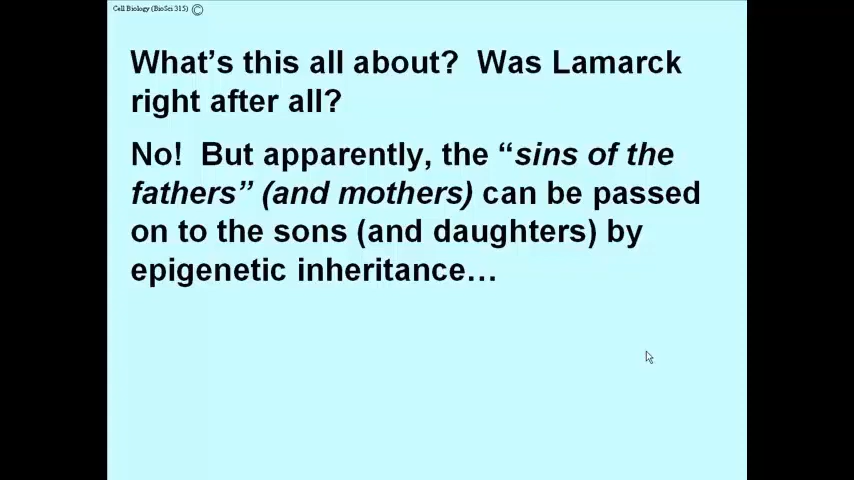 Cell Biology (BioSci 315) ©
What’s this all about?  Was Lamarck
right after all?
No!  But apparently, the “sins of the
fathers” (and mothers) can be passed
on to the sons (and daughters) by
epigenetic inheritance…